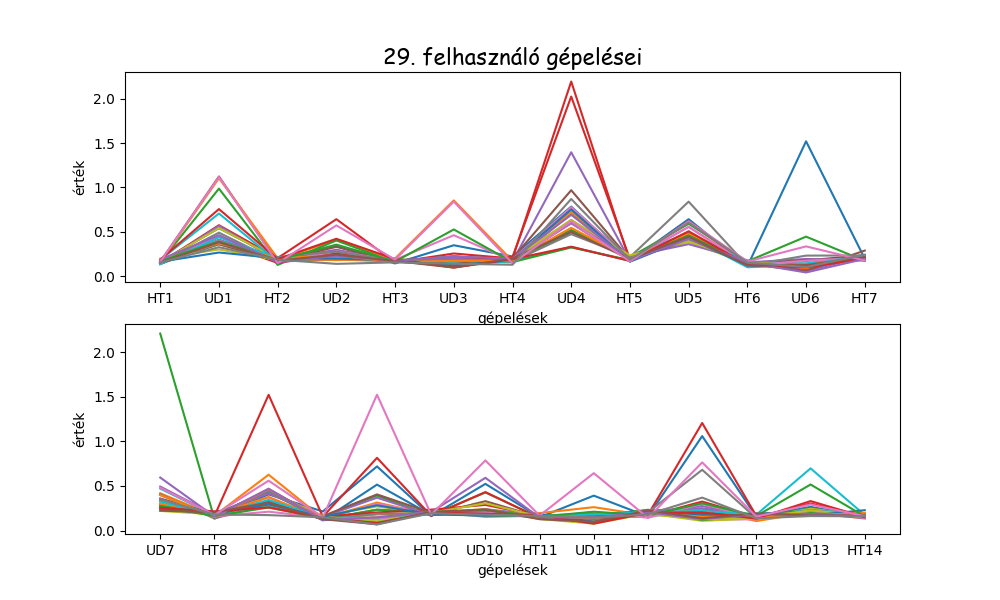 29. felhasználó gépelései
2.0
1.5
1.0
0.5
0.0
érték
HT1 UD1 HT2 UD2 HT3 UD3 HT4 UD4 HT5 UD5 HT6 UD6 HT7
gépelések
2.0
1.5
1.0
0.5
0.0
érték
UD7 HT8 UD8 HT9 UD9 HT10 UD10 HT11 UD11 HT12 UD12 HT13 UD13 HT14
gépelések